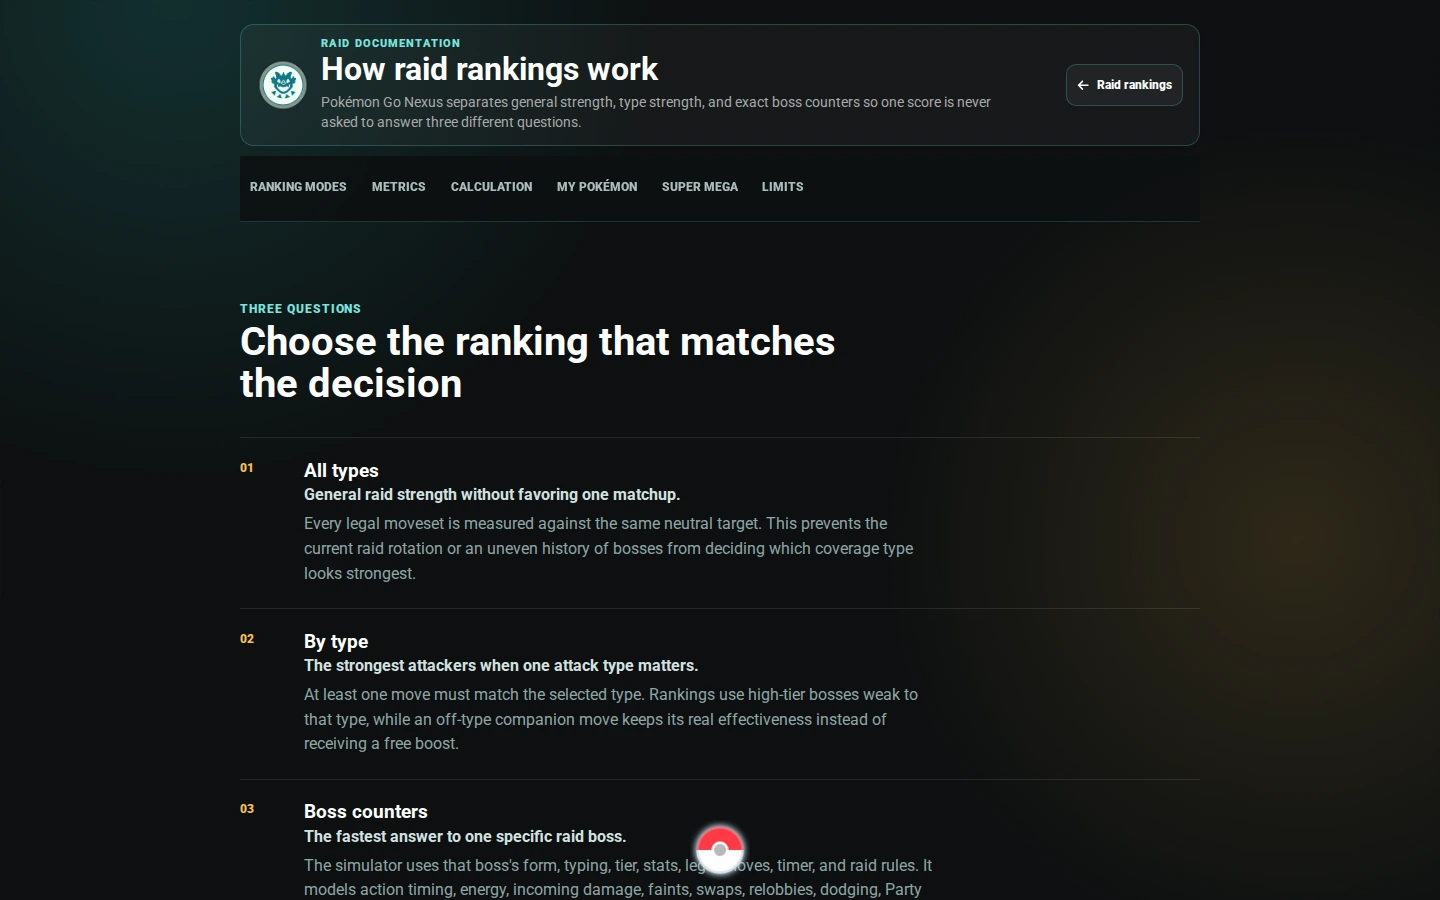 RAID DOCUMENTATION
How raid rankings work
Pokémon Go Nexus separates general strength, type strength, and exact boss counters so one score is never
asked to answer three different questions.
← Raid rankings
RANKING MODES
METRICS
CALCULATION
MY POKÉMON
SUPER MEGA
LIMITS
THREE QUESTIONS
Choose the ranking that matches
the decision
01
All types
General raid strength without favoring one matchup.
Every legal moveset is measured against the same neutral target. This prevents the
current raid rotation or an uneven history of bosses from deciding which coverage type
looks strongest.
02
By type
The strongest attackers when one attack type matters.
At least one move must match the selected type. Rankings use high-tier bosses weak to
that type, while an off-type companion move keeps its real effectiveness instead of
receiving a free boost.
03
Boss counters
The fastest answer to one specific raid boss.
The simulator uses that boss's form, typing, tier, stats, timer, and raid rules. It
models action timing, energy, incoming damage, faints, swaps, relobbies, dodging, Party